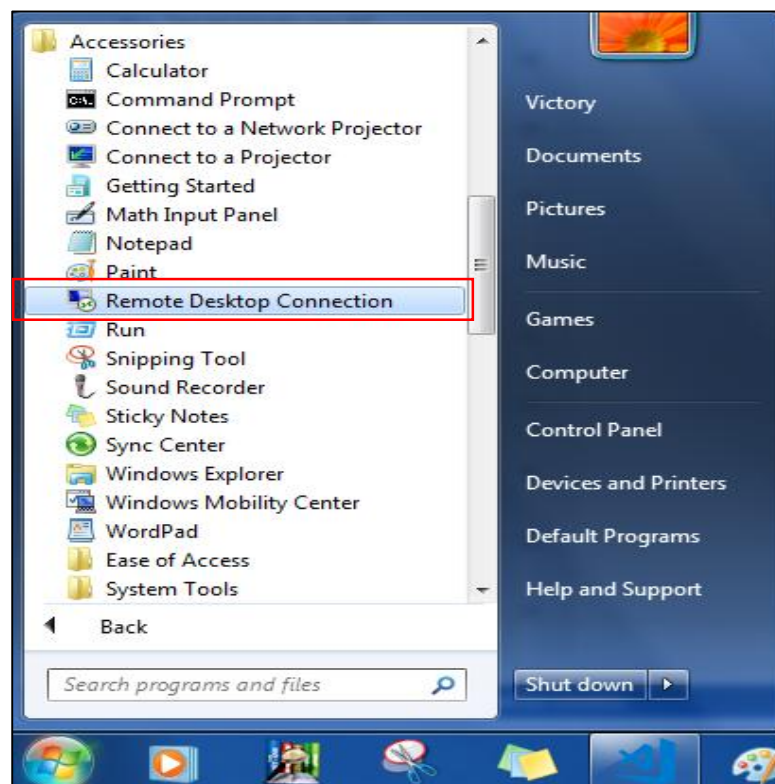 Accessories
Calculator
Command Prompt
Connect to a Network Projector
Connect to a Projector
Getting Started
Math Input Panel
Notepad
Paint
Remote Desktop Connection
Run
Snipping Tool
Sound Recorder
Sticky Notes
Sync Center
Windows Explorer
Windows Mobility Center
WordPad
Ease of Access
System Tools
Back
Search programs and files
Victory
Documents
Pictures
Music
Games
Computer
Control Panel
Devices and Printers
Default Programs
Help and Support
Shut down